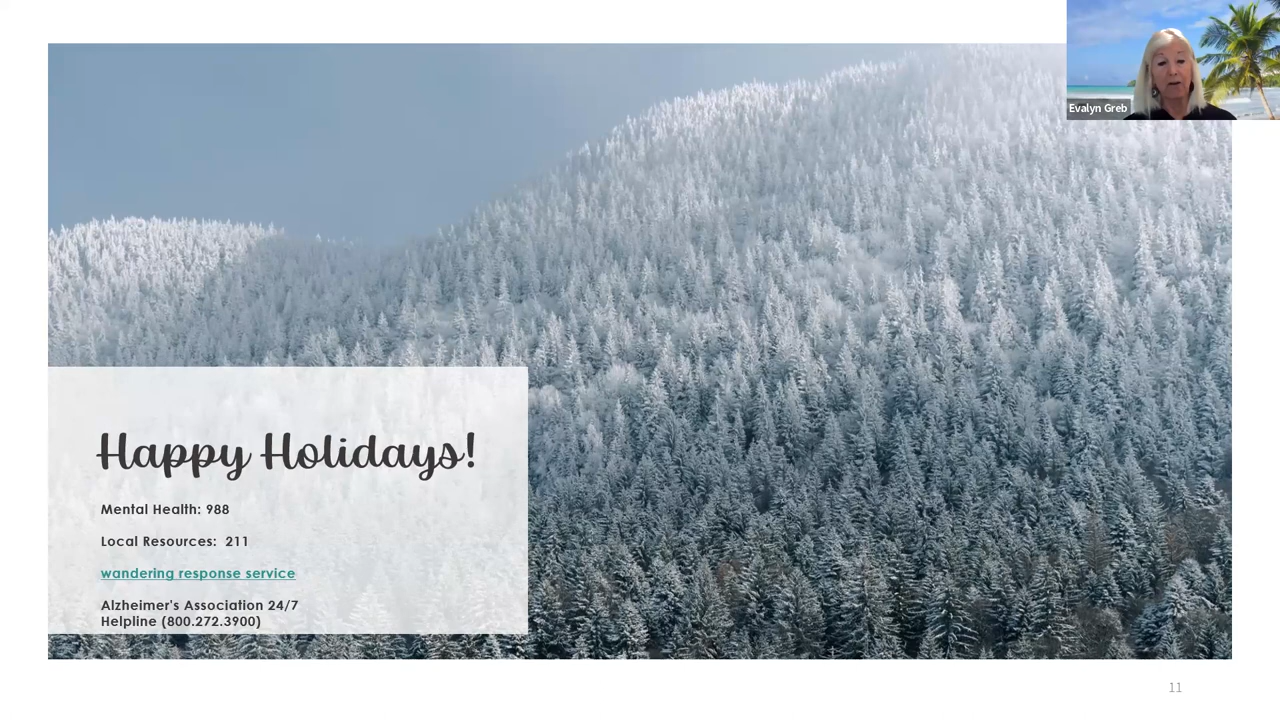 Evalyn Greb
Happy Holidays!
Mental Health: 988
Local Resources:  211
wandering response service
Alzheimer's Association 24/7
Helpline (800.272.3900)
11